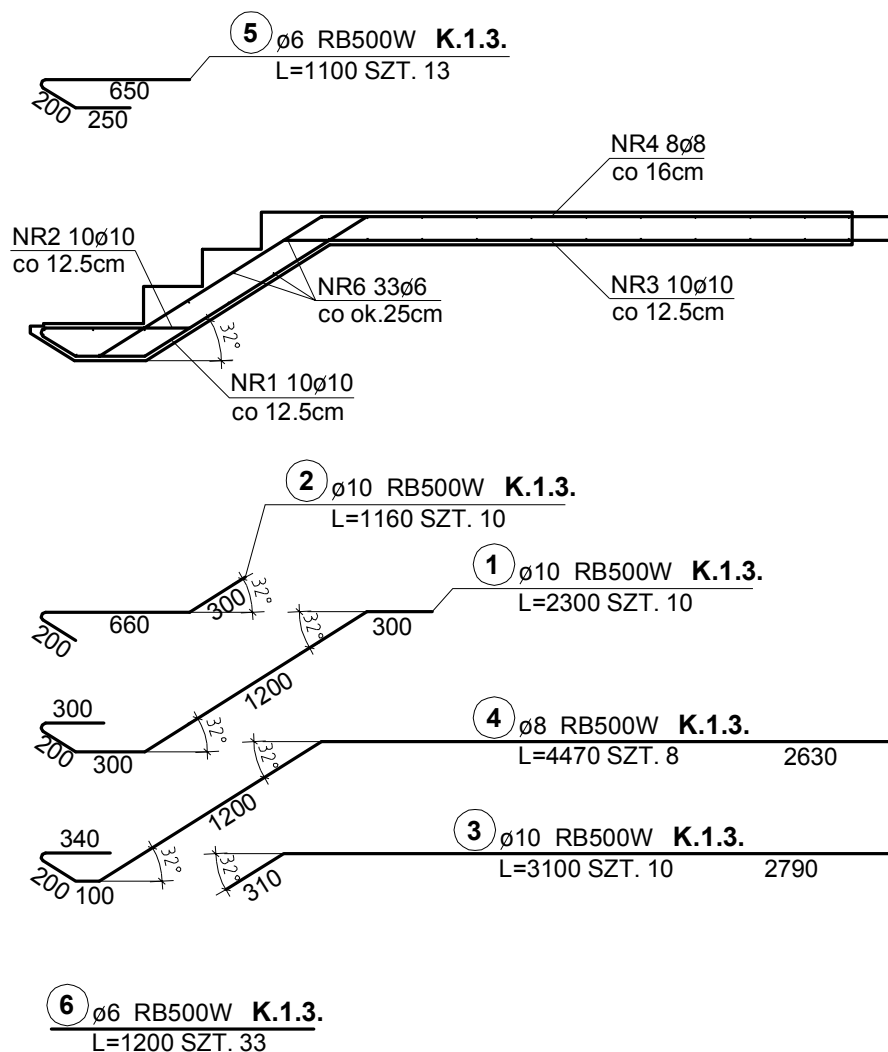 5 ø6 RB500W K.1.3.
L=1100 SZT. 13
650
200
250
NR4 8ø8
co 16cm
NR2 10ø10
co 12.5cm
NR6 33ø6
co ok.25cm
NR3 10ø10
co 12.5cm
32°
NR1 10ø10
co 12.5cm
2 ø10 RB500W K.1.3.
L=1160 SZT. 10
1 ø10 RB500W K.1.3.
L=2300 SZT. 10
32°
300
660
200
32°
300
1200
300
200
300
32°
4 ø8 RB500W K.1.3.
L=4470 SZT. 8
2630
32°
1200
340
200
100
32°
32°
310
3 ø10 RB500W K.1.3.
L=3100 SZT. 10
2790
6 ø6 RB500W K.1.3.
L=1200 SZT. 33